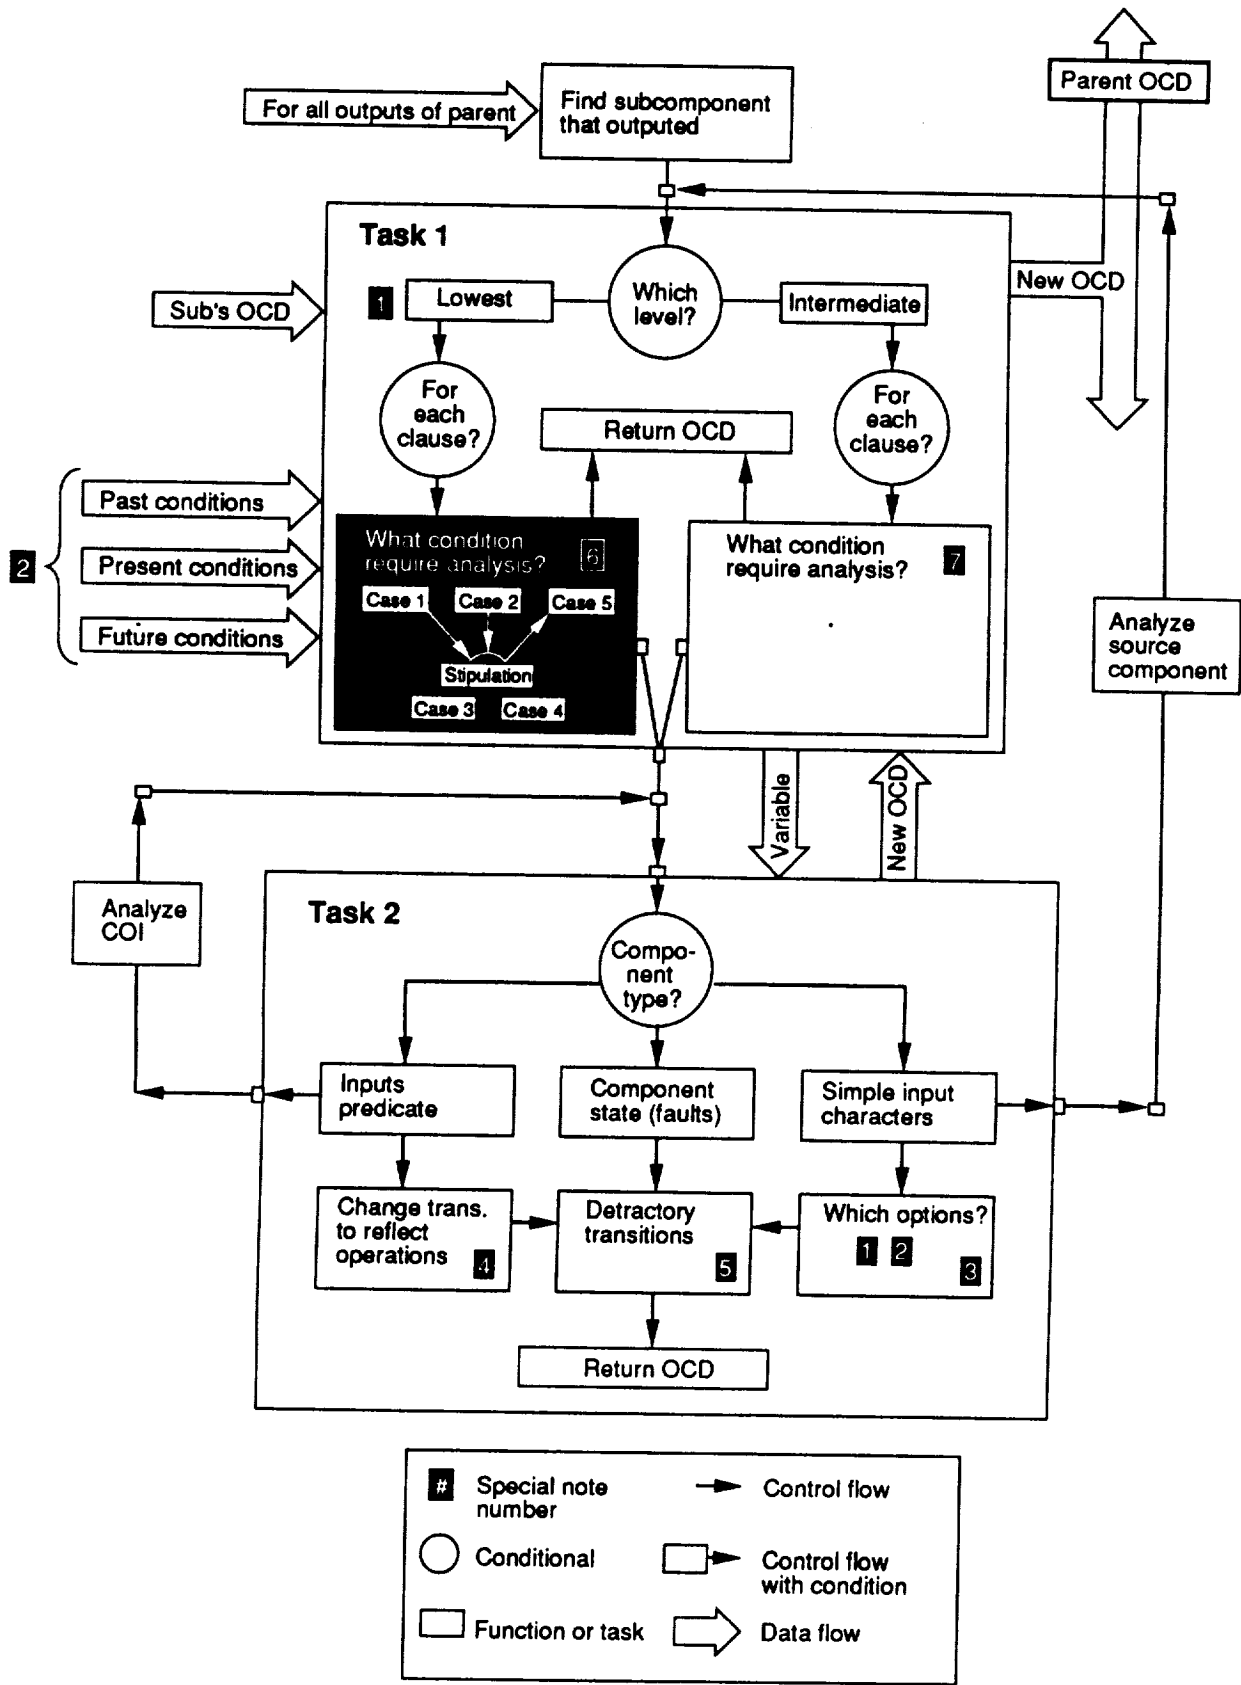 Parent OCD
For all outputs of parent
Find subcomponent
that outputed
Task 1
New OCD
Sub's OCD
1
Lowest
Which
level?
Intermediate
For
each
clause?
Return OCD
For
each
clause?
2
Past conditions
Present conditions
Future conditions
What condition
require analysis?
6
Case 1
Case 2
Case 5
Stipulation
Case 3
Case 4
What condition
require analysis?
7
Analyze
source
component
Variable
New OCD
Analyze
COI
Task 2
Compo-
nent
type?
Inputs
predicate
Component
state (faults)
Simple input
characters
Change trans.
to reflect
operations
4
Detractory
transitions
5
Which options?
1
2
3
Return OCD
# Special note
number
Control flow
Conditional
Control flow
with condition
Function or task
Data flow